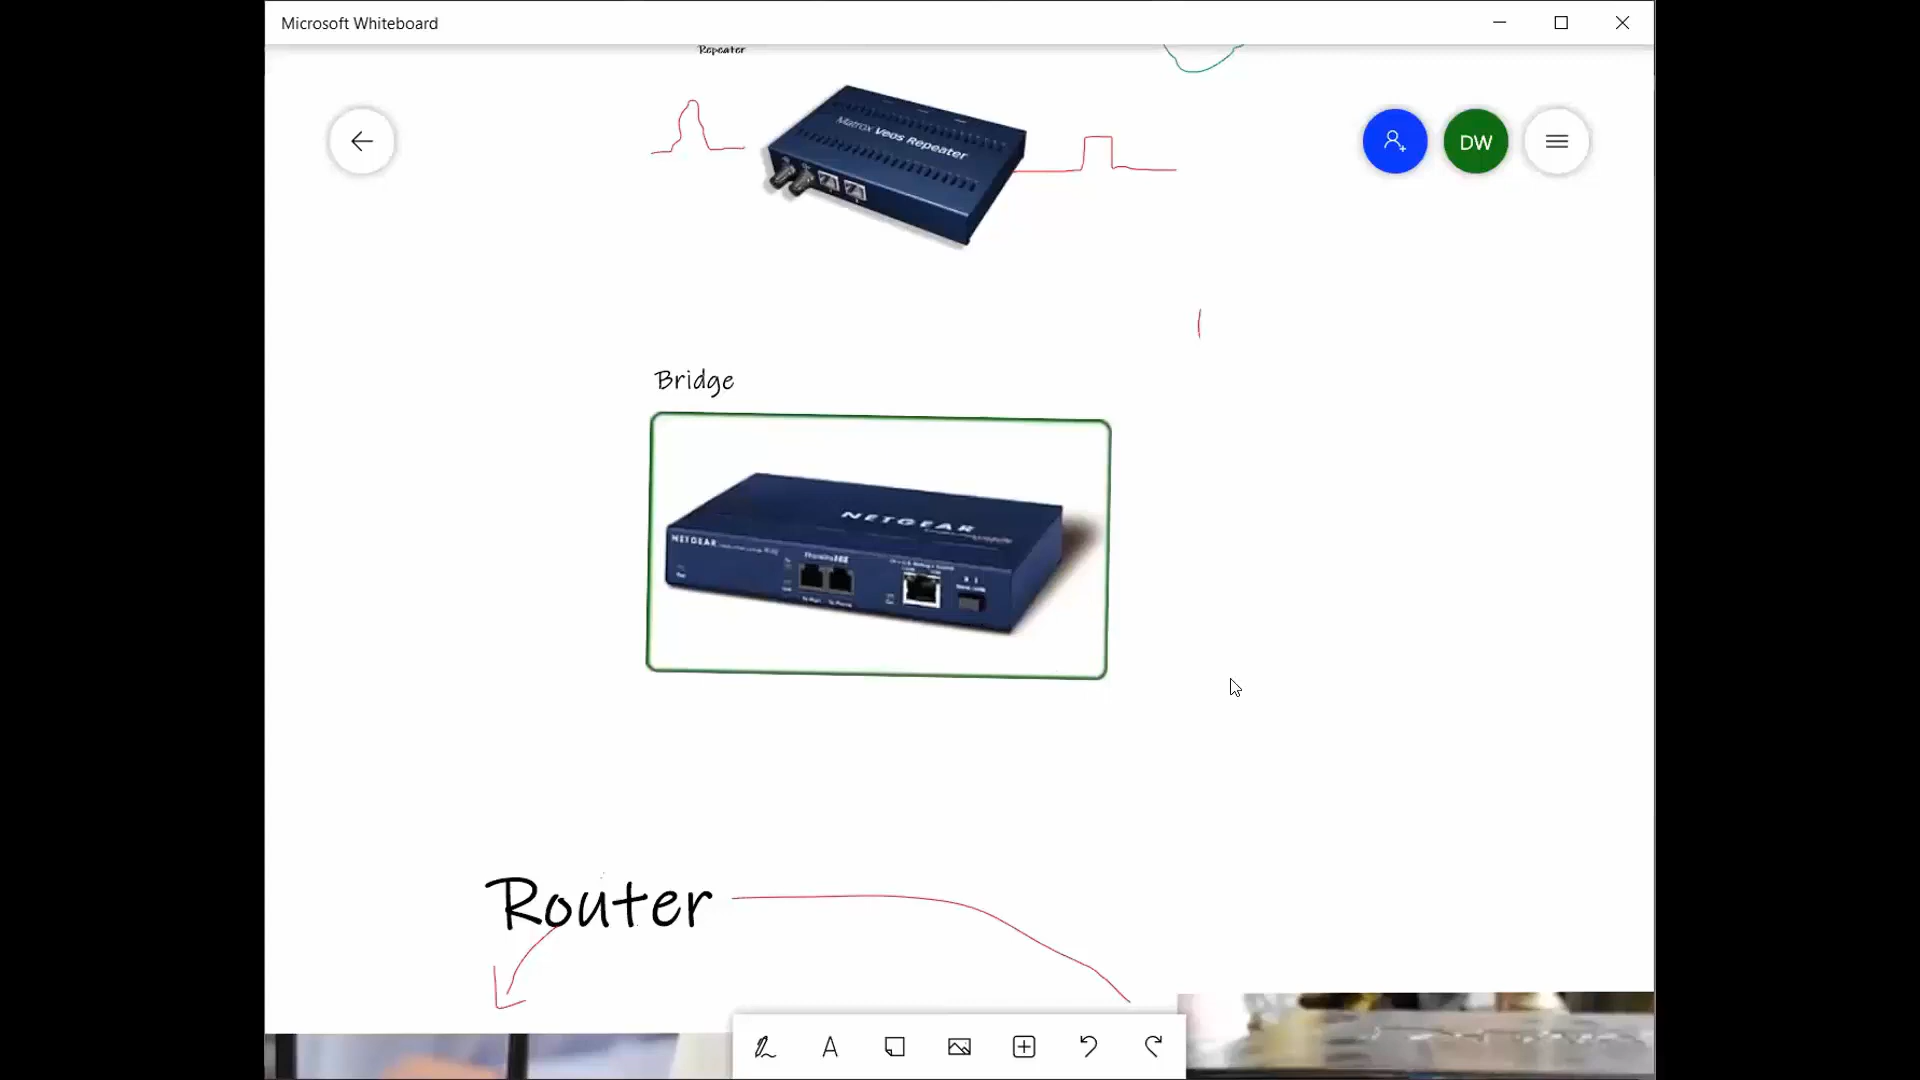 Microsoft Whiteboard
Repeater
Matrox Veos Repeater
DW
Bridge
NETGEAR
NETGEAR
Router